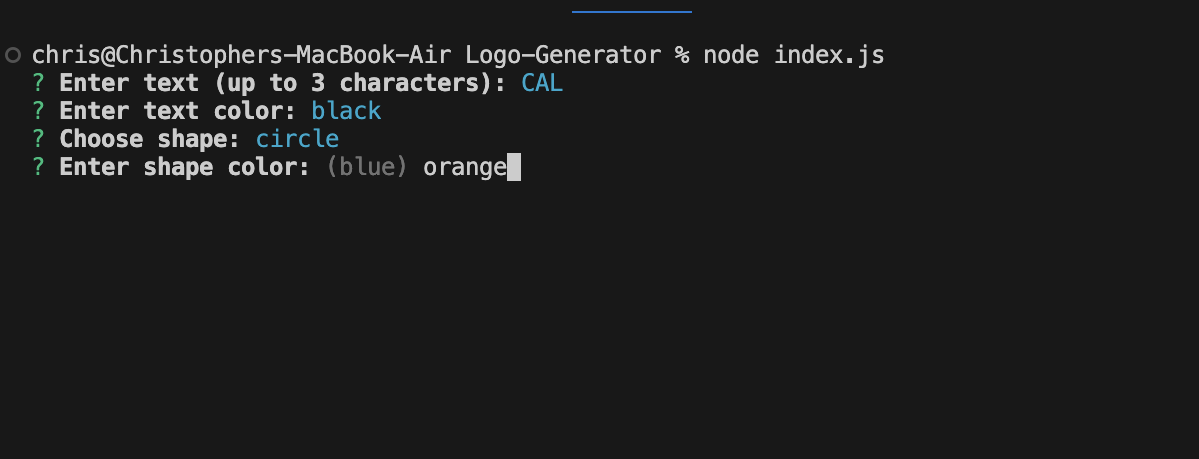 chris@Christophers-MacBook-Air Logo-Generator % node index.js
? Enter text (up to 3 characters): CAL
? Enter text color: black
? Choose shape: circle
? Enter shape color: (blue) orange